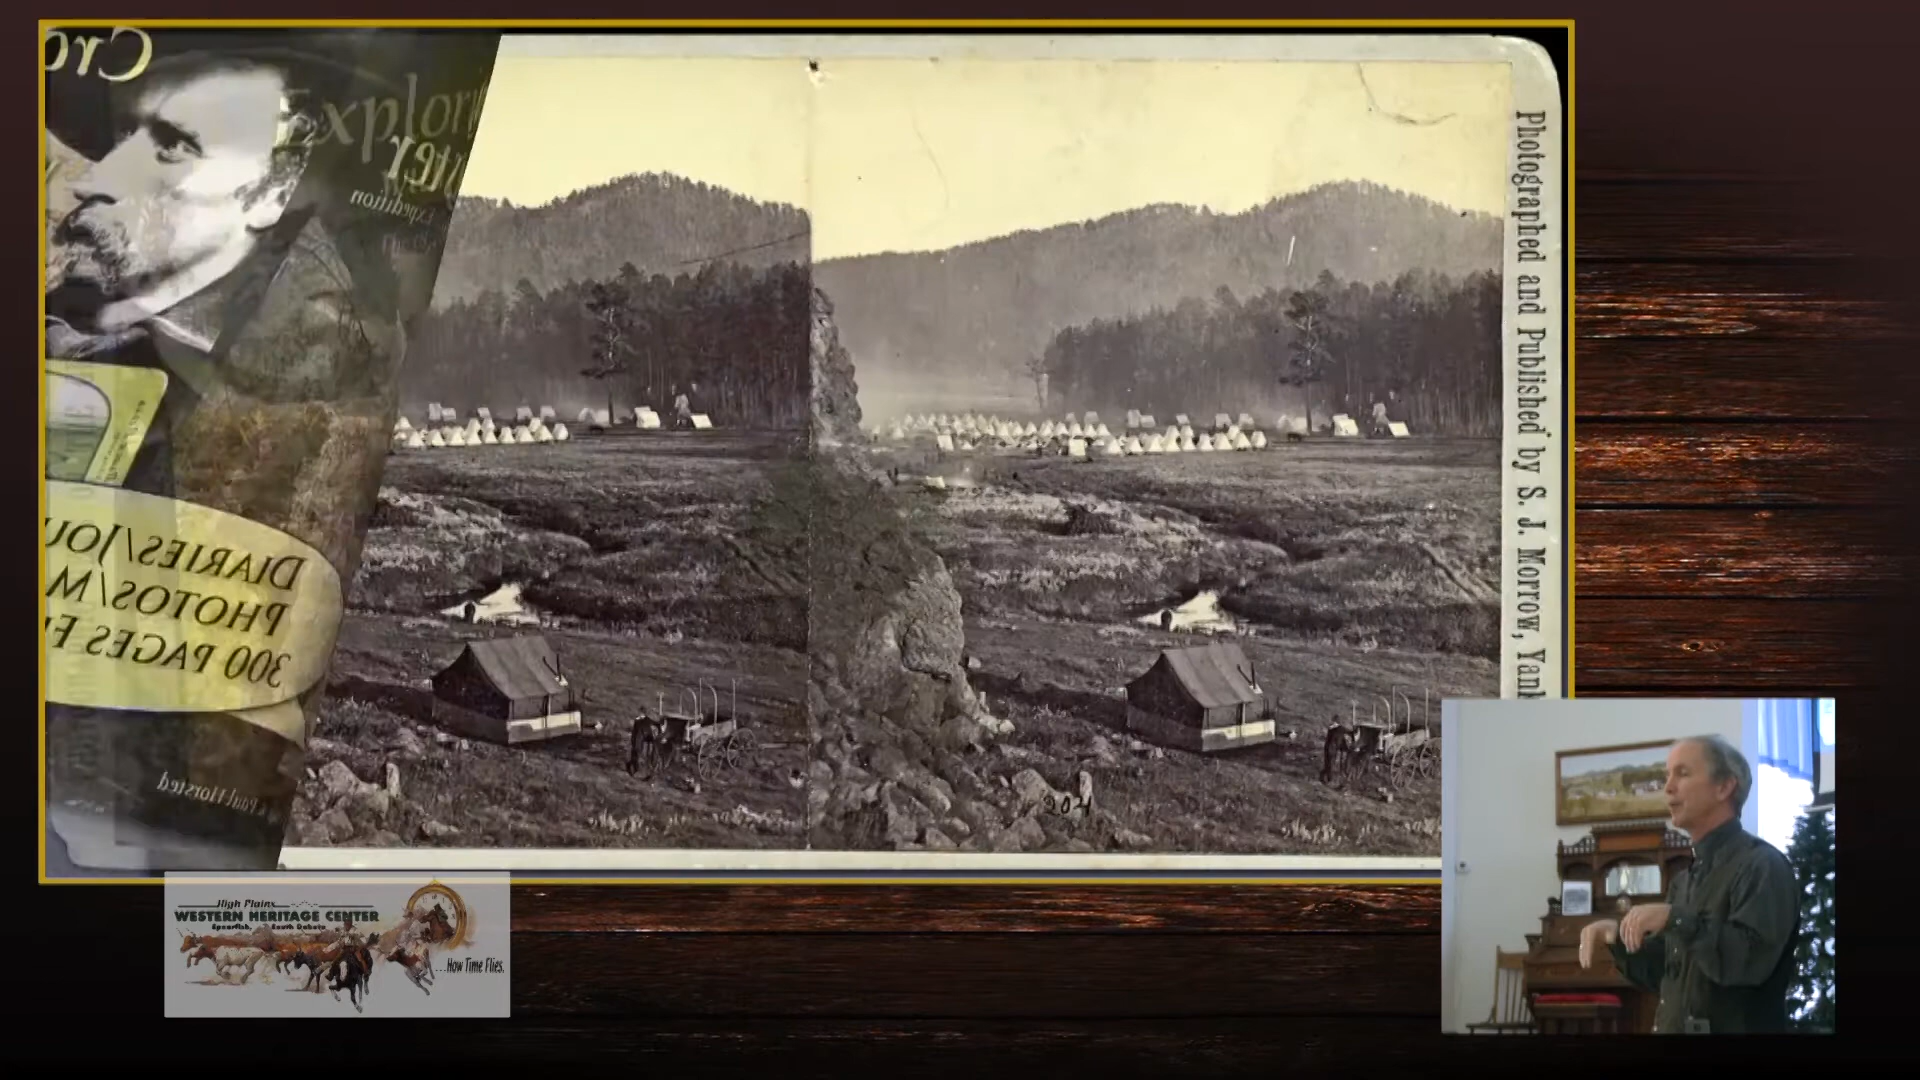 Cro
Explorin
Expedition
DIARIES/JOU
PHOTOS/M
300 PAGES
Paul Horsted
Photographed and Published by S. J. Morrow, Yank
204
High Plains
WESTERN HERITAGE CENTER
Spearfish, South Dakota
...How Time Flies.